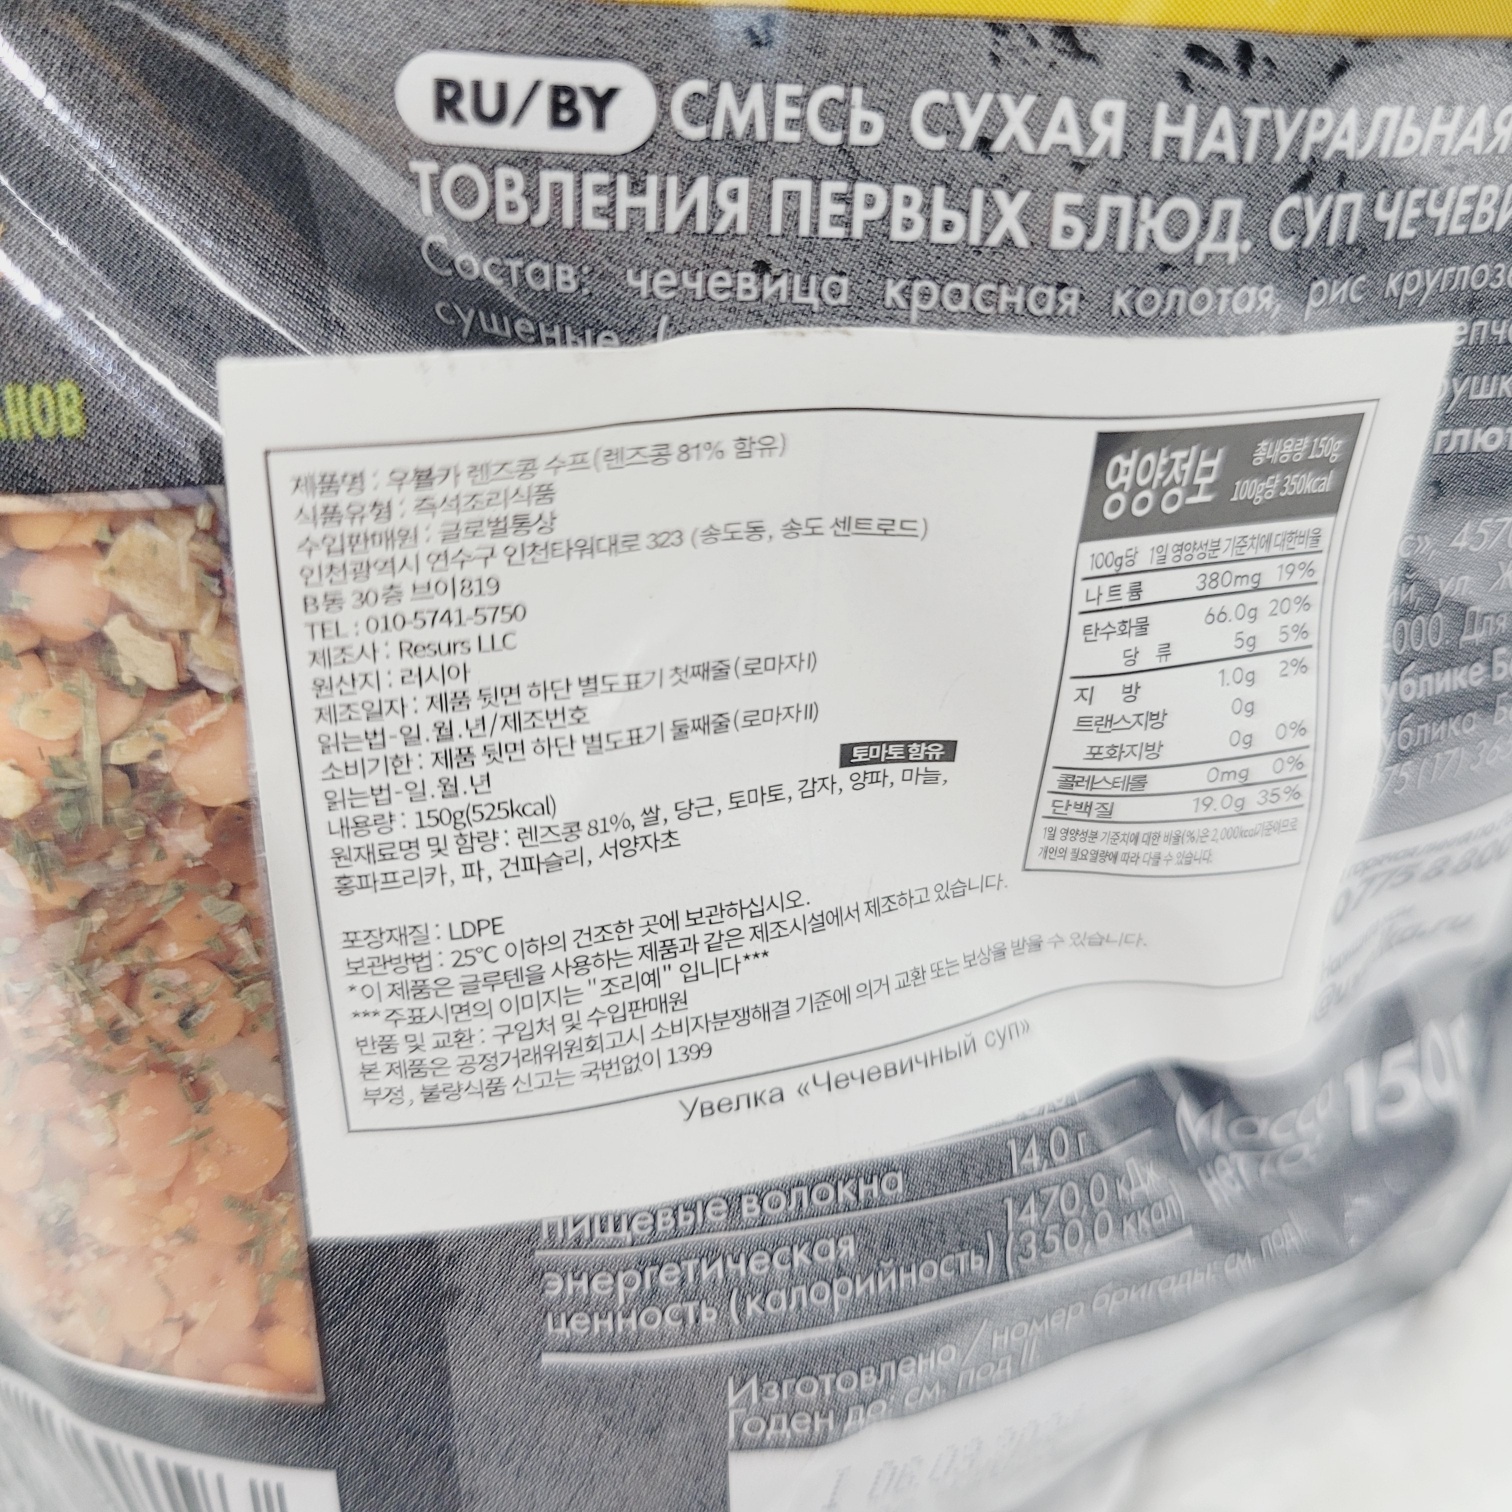 RU/BY СМЕСЬ СУХАЯ НАТУРАЛЬНАЯ
ТОВЛЕНИЯ ПЕРВЫХ БЛЮД. СУП ЧЕЧЕВИ
Состав: чечевица красная колотая, рис круглоз
сушеные
НОВ
제품명 : 우벨카 렌즈콩 수프(렌즈콩 81% 함유)
식품유형 : 즉석조리식품
수입판매원 : 글로벌통상
인천광역시 연수구 인천타워대로 323 (송도동, 송도 센트로드)
B동 30층 브이819
TEL : 010-5741-5750
제조사 : Resurs LLC
원산지 : 러시아
제조일자 : 제품 뒷면 하단 별도표기 첫째줄(로마자I)
읽는법-일.월.년/제조번호
소비기한 : 제품 뒷면 하단 별도표기 둘째줄(로마자II)
읽는법-일.월.년
내용량 : 150g(525kcal)
토마토 함유
원재료명 및 함량 : 렌즈콩 81%, 쌀, 당근, 토마토, 감자, 양파, 마늘,
홍파프리카, 파, 건파슬리, 서양자초
포장재질 : LDPE
보관방법 : 25℃ 이하의 건조한 곳에 보관하십시오.
*이 제품은 글루텐을 사용하는 제품과 같은 제조시설에서 제조하고 있습니다.
***주표시면의 이미지는 "조리예" 입니다***
반품 및 교환 : 구입처 및 수입판매원
본 제품은 공정거래위원회고시 소비자분쟁해결 기준에 의거 교환 또는 보상을 받을 수 있습니다.
부정, 불량식품 신고는 국번없이 1399
Увелка «Чечевичный суп»
영양정보 총내용량 150g
100g당 350kcal
100g당 1일 영양성분 기준치에 대한비율
나트륨 380mg 19%
탄수화물 66.0g 20%
당 류 5g 5%
지 방 1.0g 2%
트랜스지방 0g
포화지방 0g 0%
콜레스테롤 0mg 0%
단백질 19.0g 35%
1일 영양성분 기준치에 대한 비율(%)은 2,000kcal기준이므로
개인의 필요열량에 따라 다를 수 있습니다.
пищевые волокна 14,0 г
энергетическая 1470,0 кДж
ценность (калорийность) (350,0 ккал)
Масса 150г
нетто
Изготовлено / номер бригады: см. под I
Годен до: см. под II